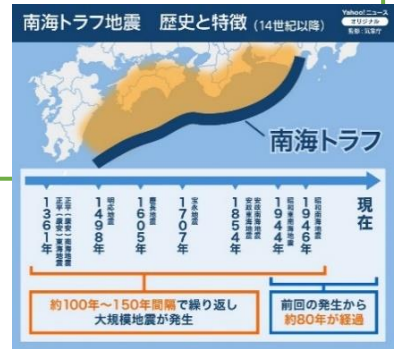 南海トラフ地震 歴史と特徴(14世紀以降)
Yahoo!ニュース
オリジナル
監修:気象庁
南海トラフ
正平(康安)東海地震
正平(康安)南海地震
1361年
明応地震
1498年
慶長地震
1605年
宝永地震
1707年
安政南海地震
安政東海地震
1854年
昭和東南海地震
1944年
昭和南海地震
1946年
現在
約100年~150年間隔で繰り返し
大規模地震が発生
前回の発生から
約80年が経過